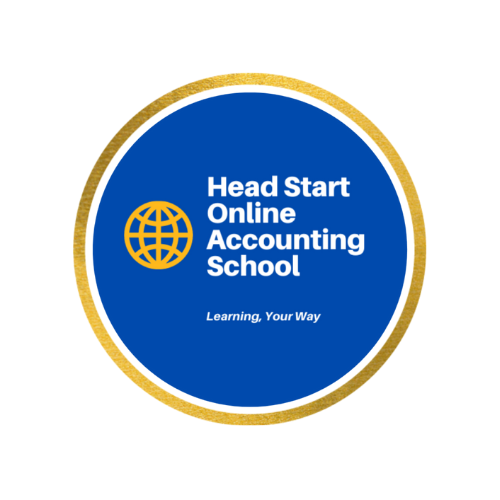 Head Start
Online
Accounting
School
Learning, Your Way